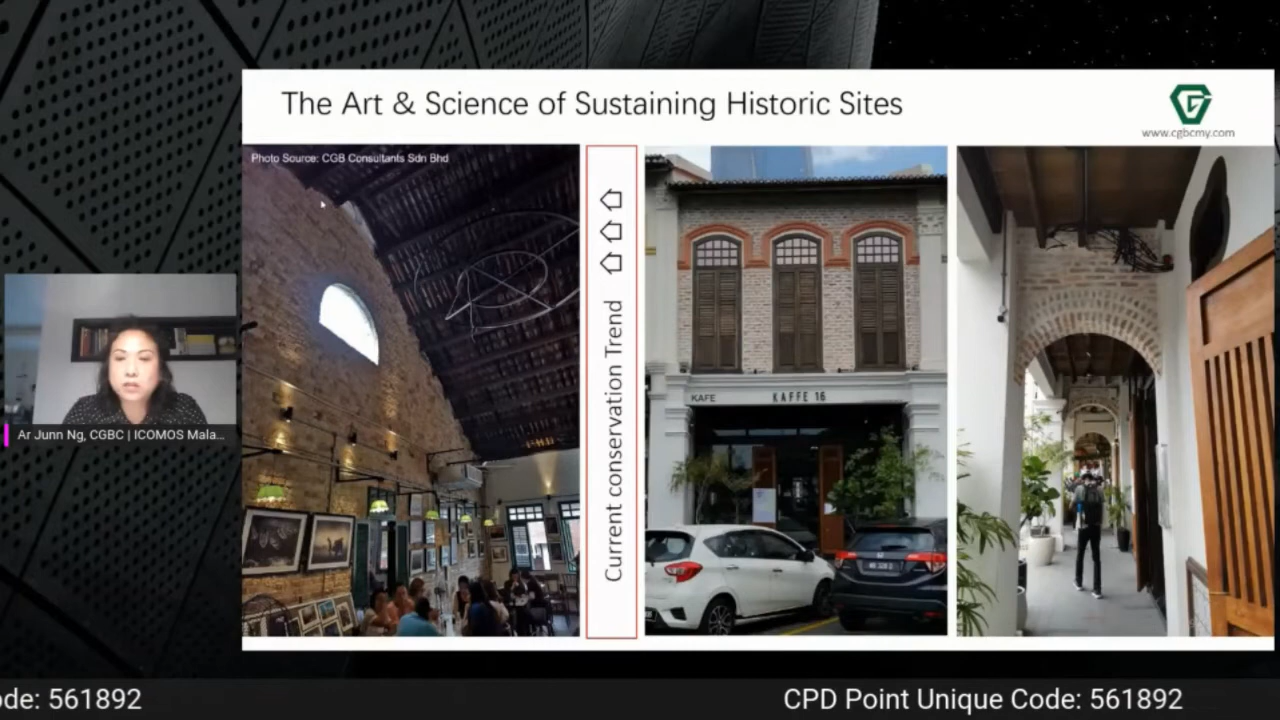 The Art & Science of Sustaining Historic Sites
www.cgbcmy.com
Photo Source: CGB Consultants Sdn Bhd
Current conservation Trend
KAFE
KAFFE 16
Ar Junn Ng, CGBC | ICOMOS Mala...
ode: 561892
CPD Point Unique Code: 561892